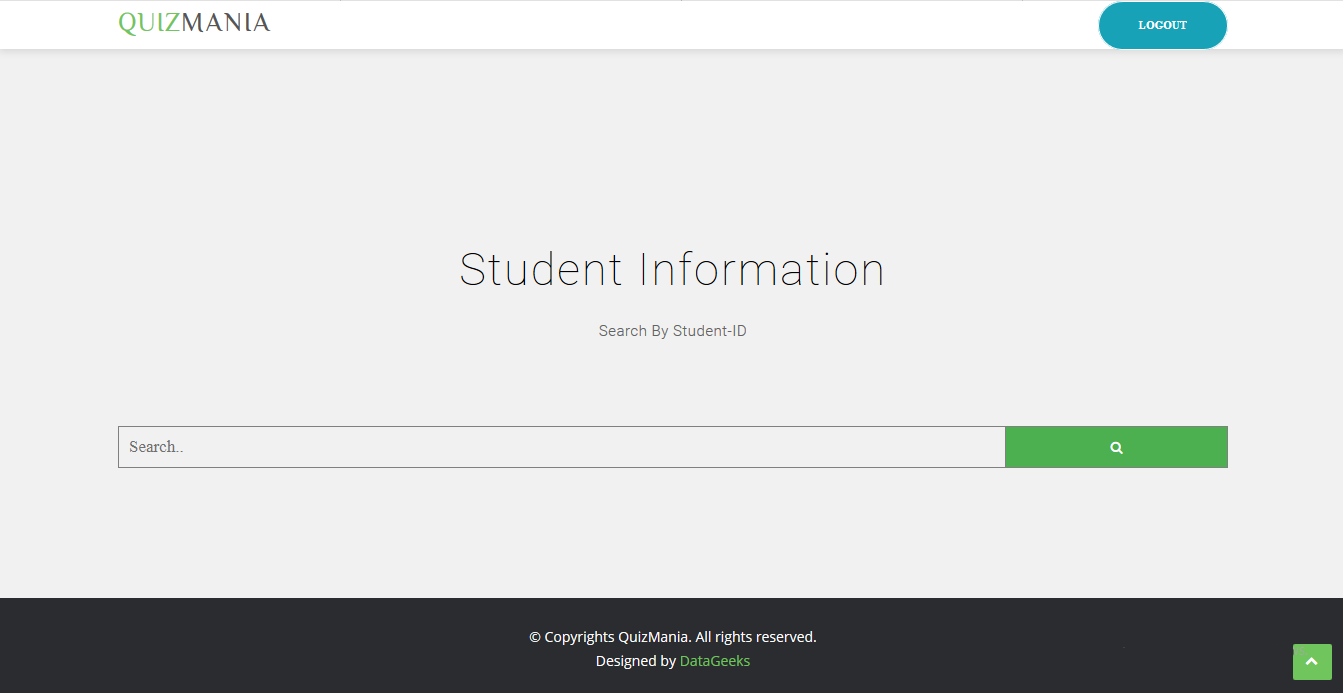 QUIZMANIA
LOGOUT
Student Information
Search By Student-ID
Search..
© Copyrights QuizMania. All rights reserved.
Designed by DataGeeks